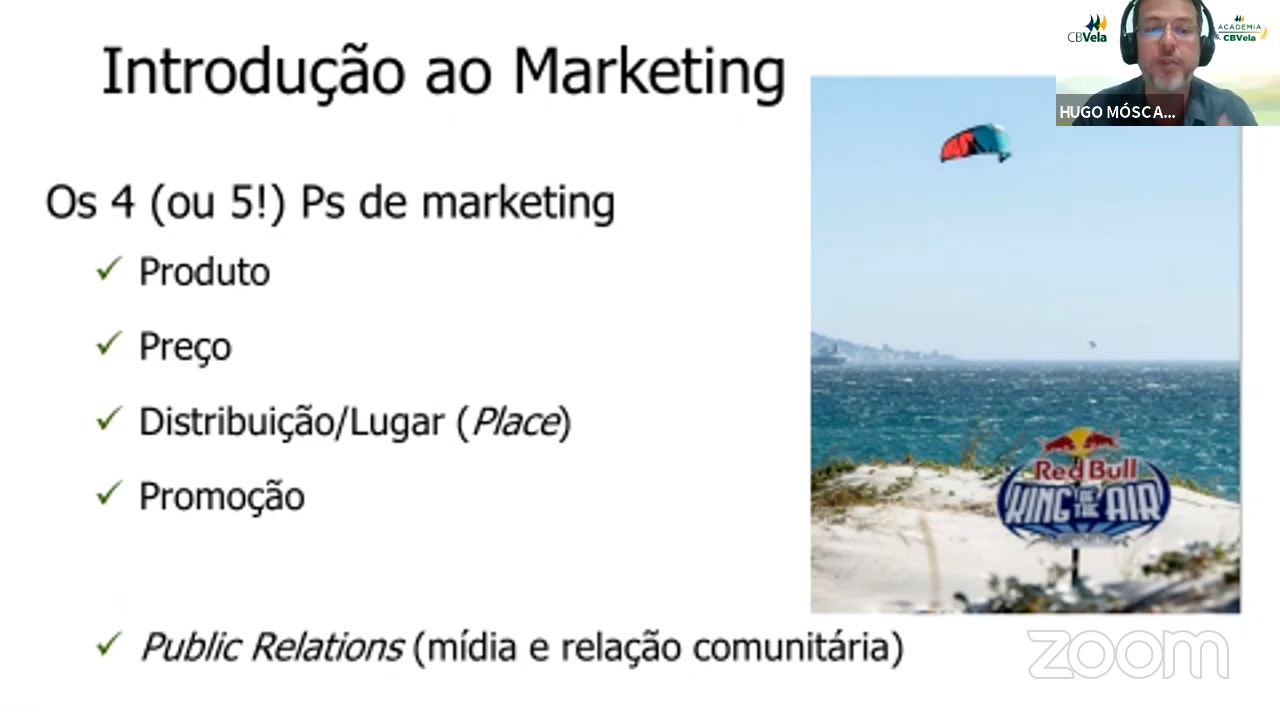 Introdução ao Marketing
CBVela
ACADEMIA
CBVela
HUGO MÓSCA...
Os 4 (ou 5!) Ps de marketing
✓ Produto
✓ Preço
✓ Distribuição/Lugar (Place)
✓ Promoção
Red Bull
KING OF THE AIR
✓ Public Relations (mídia e relação comunitária)
zoom